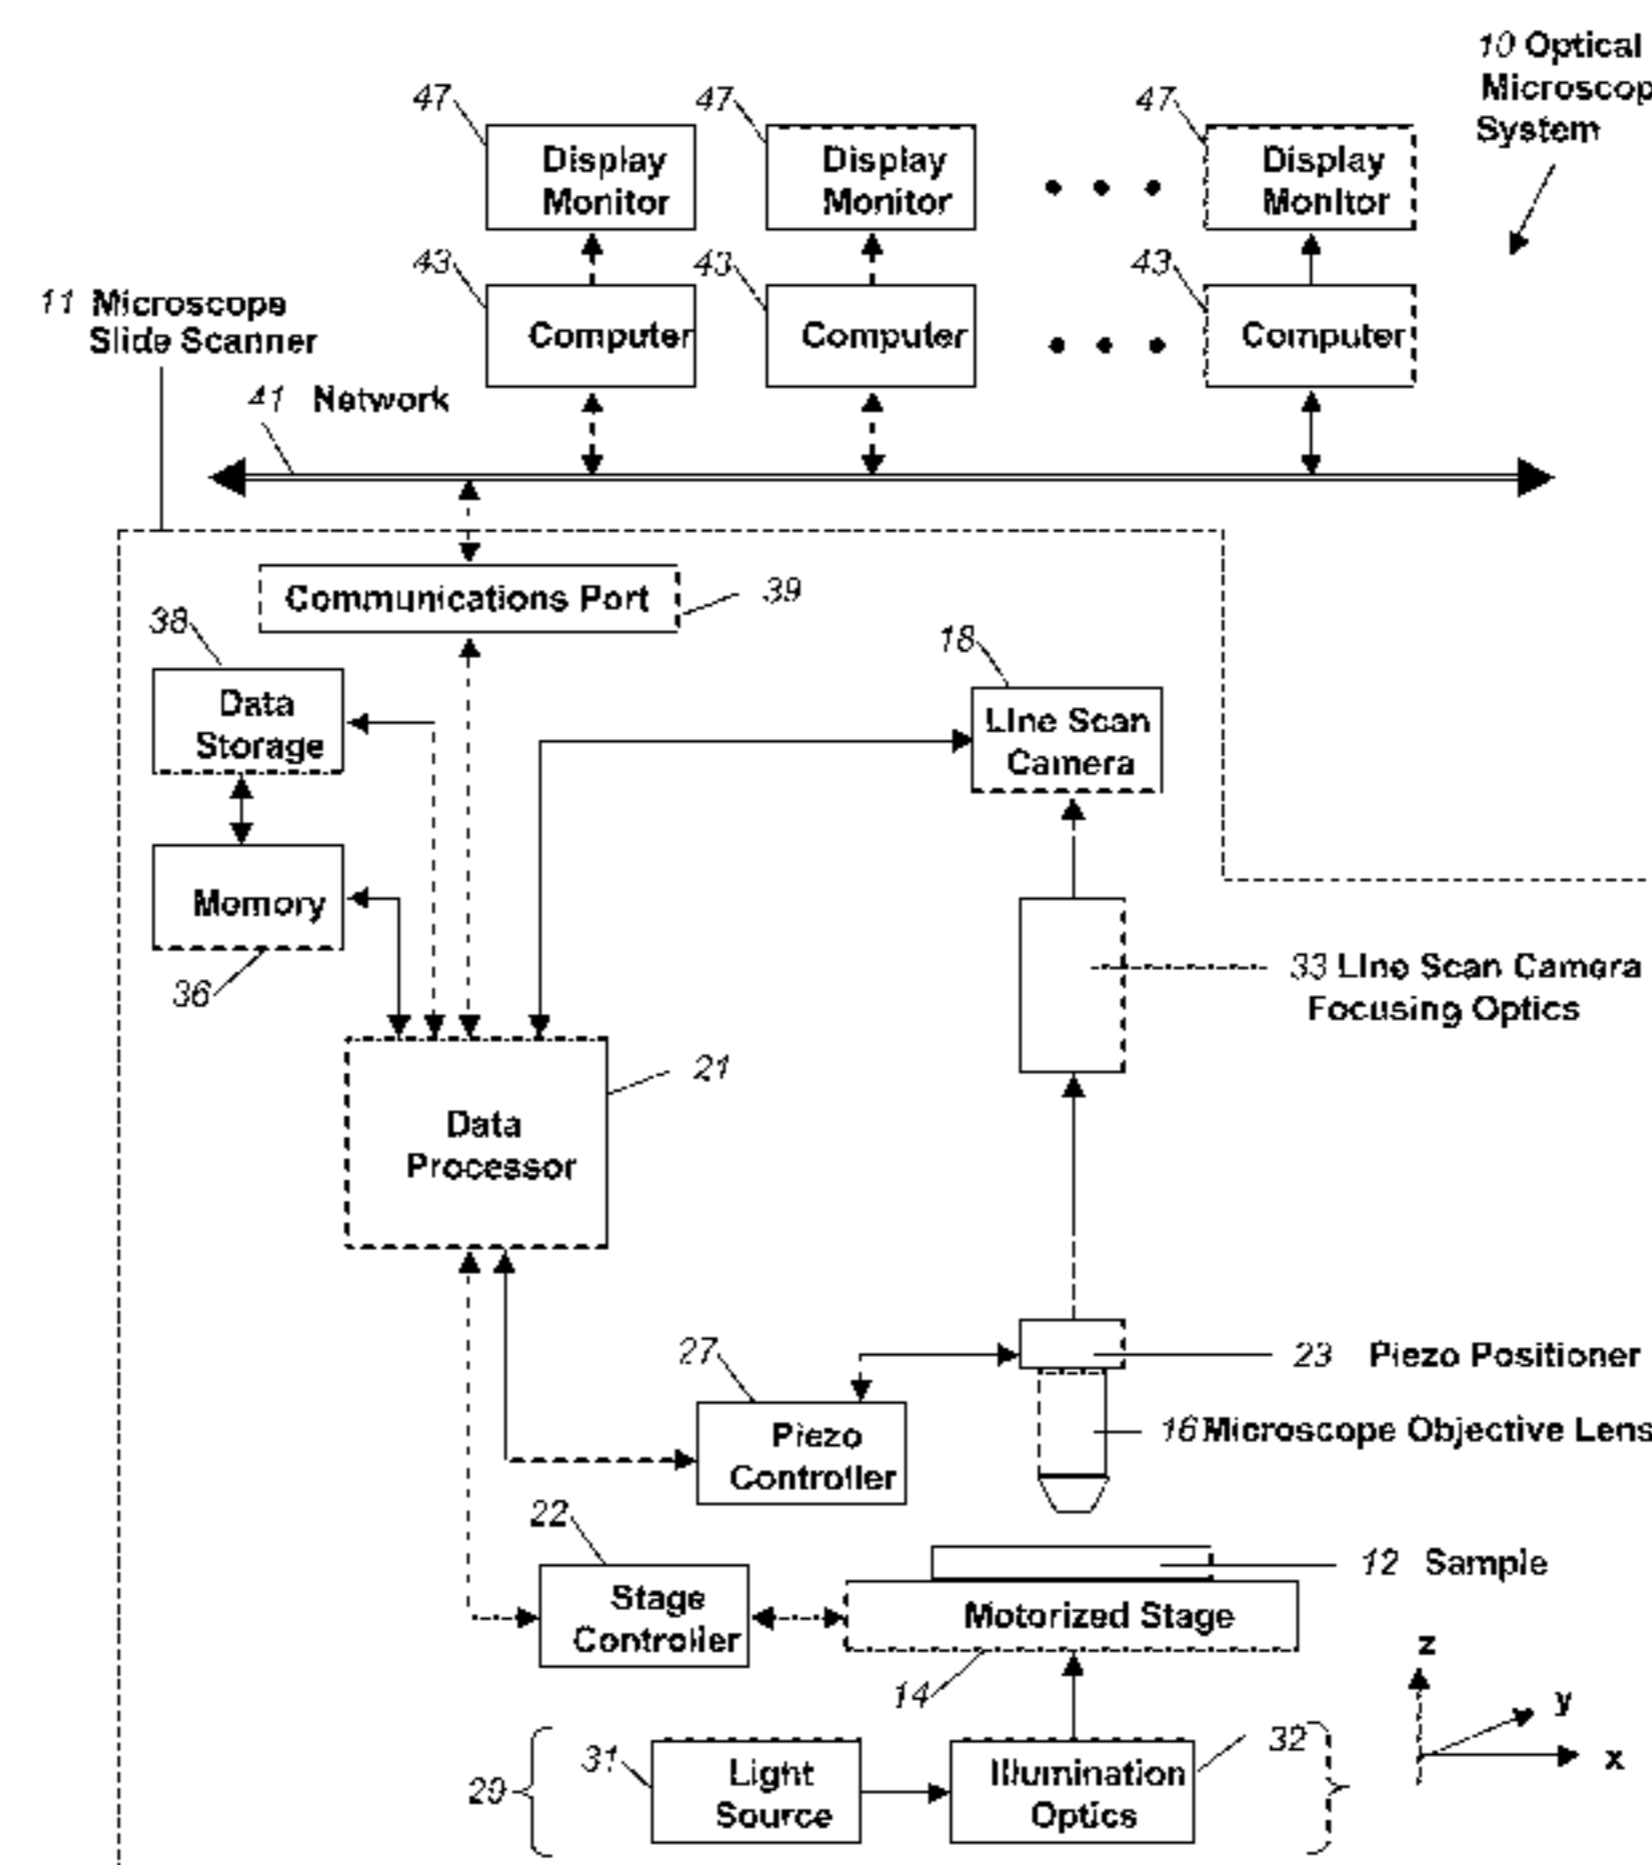 10 Optical
Microscop
System
47
47
47
Display
Monitor
Display
Monitor
Display
Monitor
43
43
43
Computer
Computer
Computer
11 Microscope
Slide Scanner
41 Network
Communications Port
39
38
Data
Storage
18
Line Scan
Camera
Memory
36
33 Line Scan Camera
Focusing Optics
21
Data
Processor
27
Piezo
Controller
23 Piezo Positioner
16 Microscope Objective Lens
22
Stage
Controller
12 Sample
Motorized Stage
14
z
y
x
29
31
Light
Source
Illumination
Optics
32